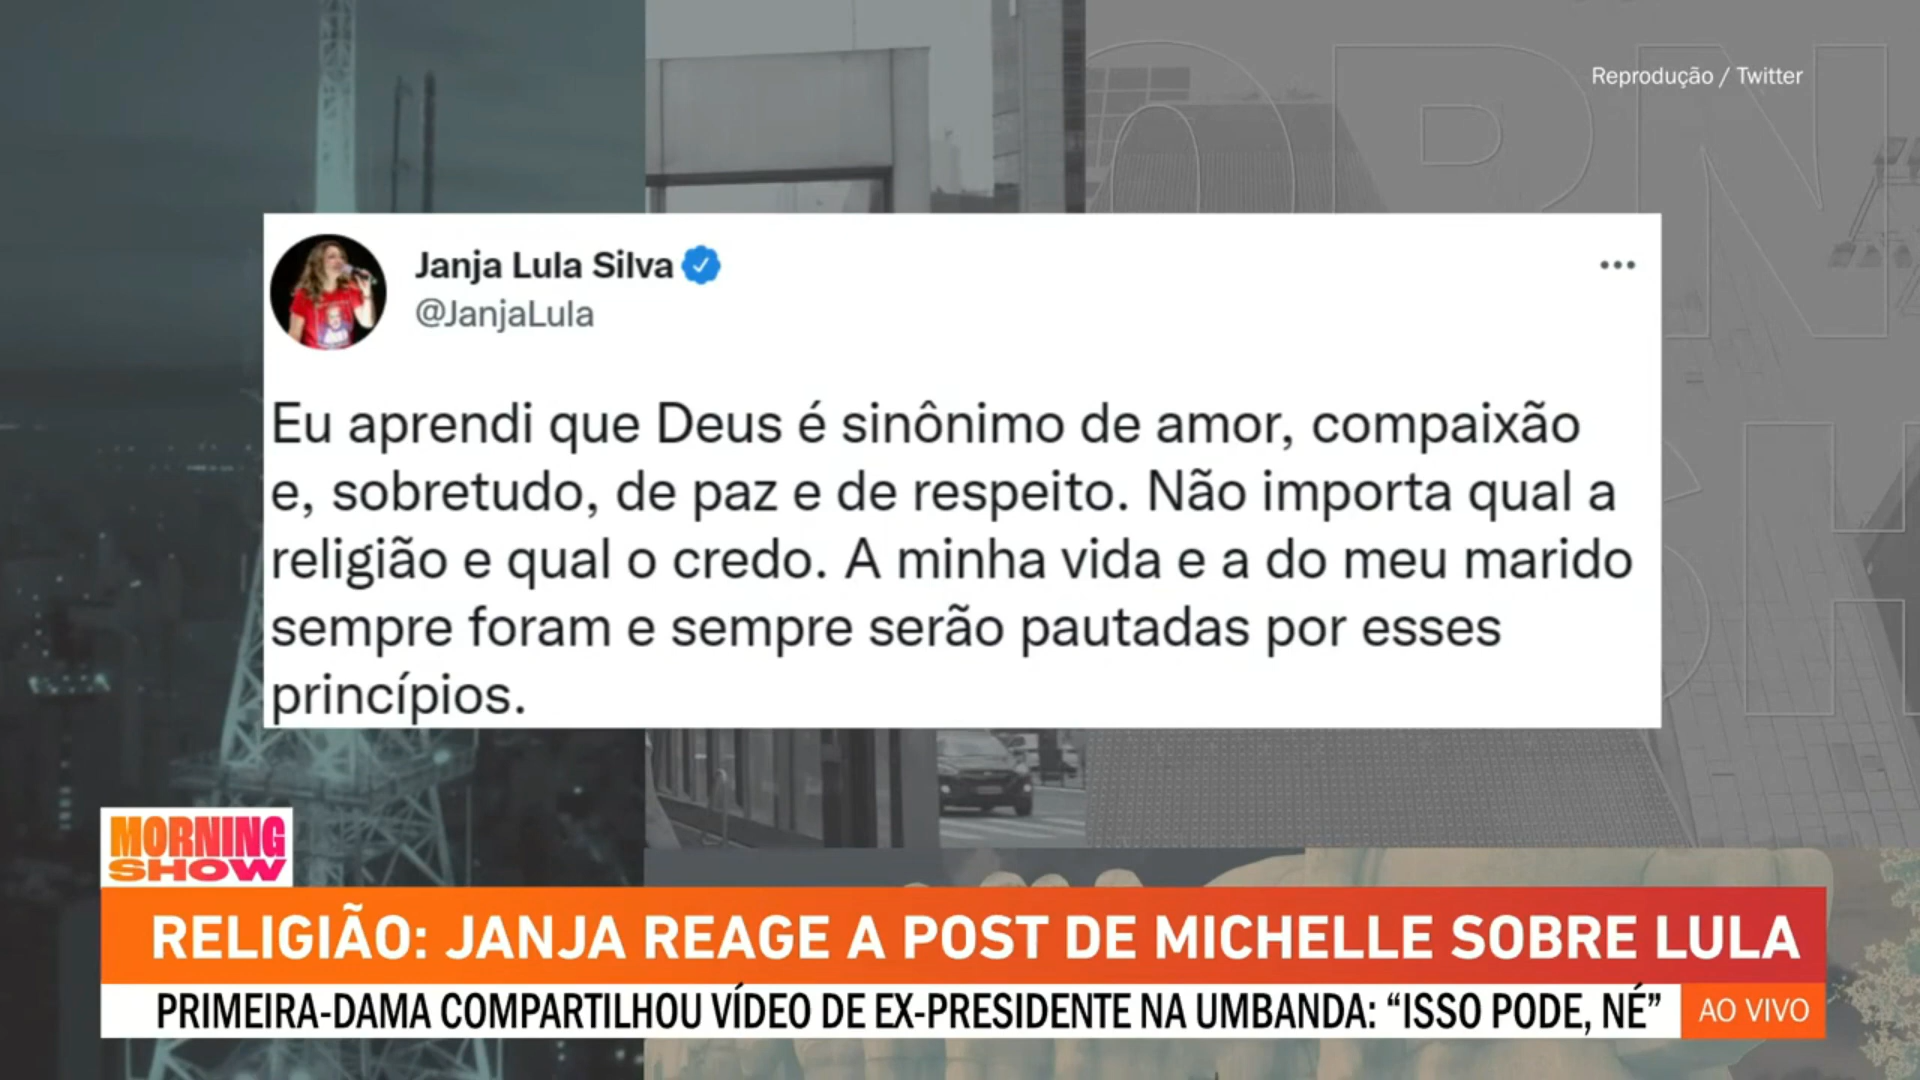 Reprodução / Twitter
Janja Lula Silva
@JanjaLula
Eu aprendi que Deus é sinônimo de amor, compaixão
e, sobretudo, de paz e de respeito. Não importa qual a
religião e qual o credo. A minha vida e a do meu marido
sempre foram e sempre serão pautadas por esses
princípios.
MORNING
SHOW
RELIGIÃO: JANJA REAGE A POST DE MICHELLE SOBRE LULA
PRIMEIRA-DAMA COMPARTILHOU VÍDEO DE EX-PRESIDENTE NA UMBANDA: “ISSO PODE, NÉ”
AO VIVO